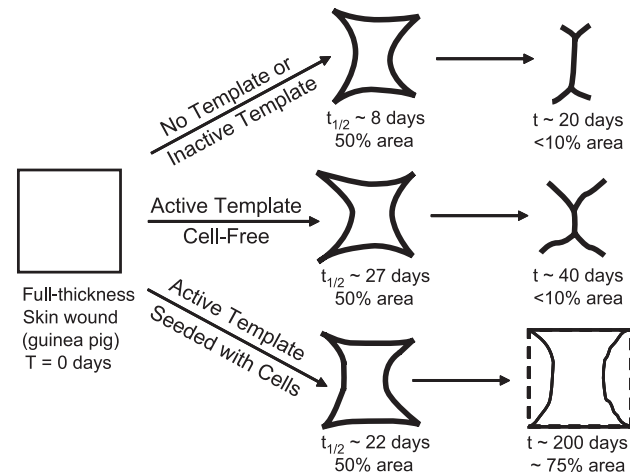 No Template or
Inactive Template
t1/2 ~ 8 days
50% area
t ~ 20 days
<10% area
Active Template
Cell-Free
t1/2 ~ 27 days
50% area
t ~ 40 days
<10% area
Full-thickness
Skin wound
(guinea pig)
T = 0 days
Active Template
Seeded with Cells
t1/2 ~ 22 days
50% area
t ~ 200 days
~ 75% area